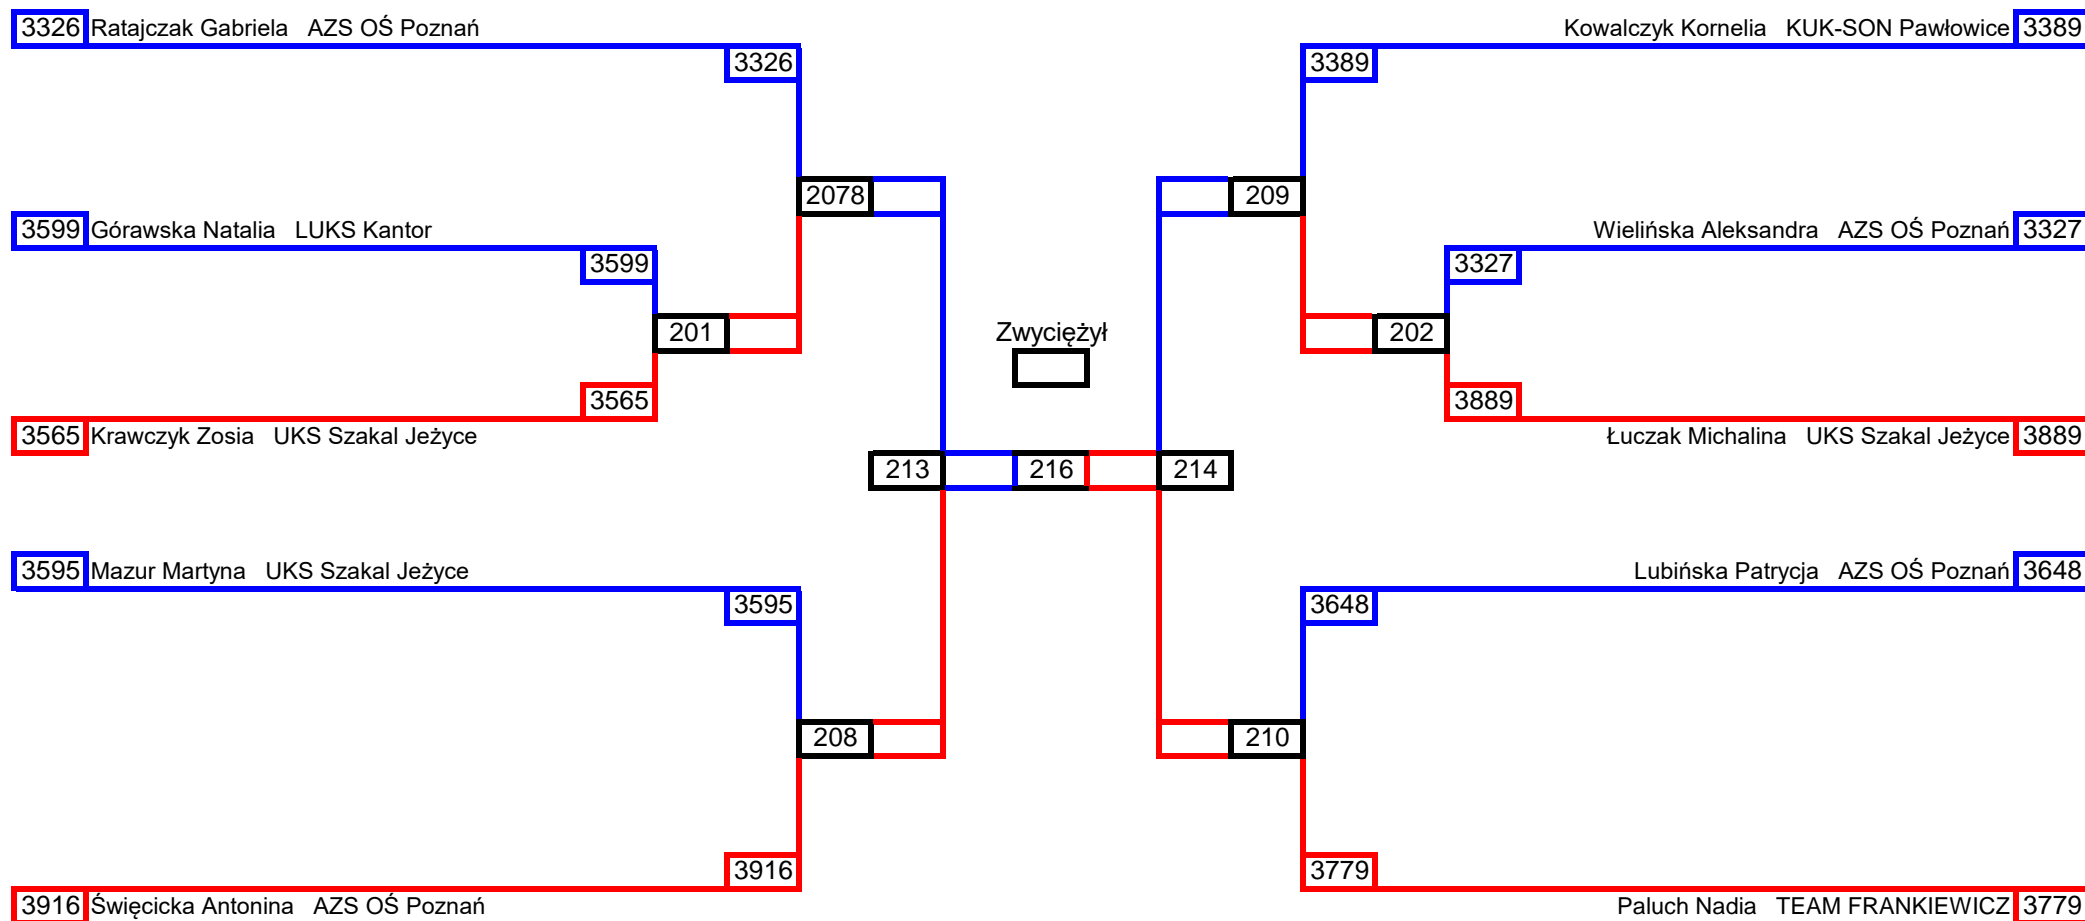 3326 Ratajczak Gabriela AZS OŚ Poznań
Kowalczyk Kornelia KUK-SON Pawłowice 3389
3326
3389
2078
209
3599 Górawska Natalia LUKS Kantor
Wielińska Aleksandra AZS OŚ Poznań 3327
3599
3327
201
Zwyciężył
202
3565
3889
3565 Krawczyk Zosia UKS Szakal Jeżyce
Łuczak Michalina UKS Szakal Jeżyce 3889
213
216
214
3595 Mazur Martyna UKS Szakal Jeżyce
Lubińska Patrycja AZS OŚ Poznań 3648
3595
3648
208
210
3916
3779
3916 Święcicka Antonina AZS OŚ Poznań
Paluch Nadia TEAM FRANKIEWICZ 3779